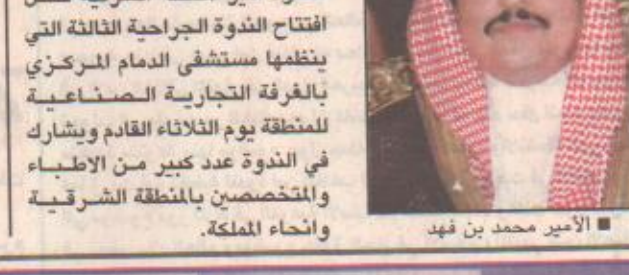 افتتاح الندوة الجراحية الثالثة التي
ينظمها مستشفى الدمام المركزي
بالغرفة التجارية الصناعية
للمنطقة يوم الثلاثاء القادم ويشارك
في الندوة عدد كبير من الاطباء
والمتخصصين بالمنطقة الشرقية
وانحاء المملكة.
■ الأمير محمد بن فهد